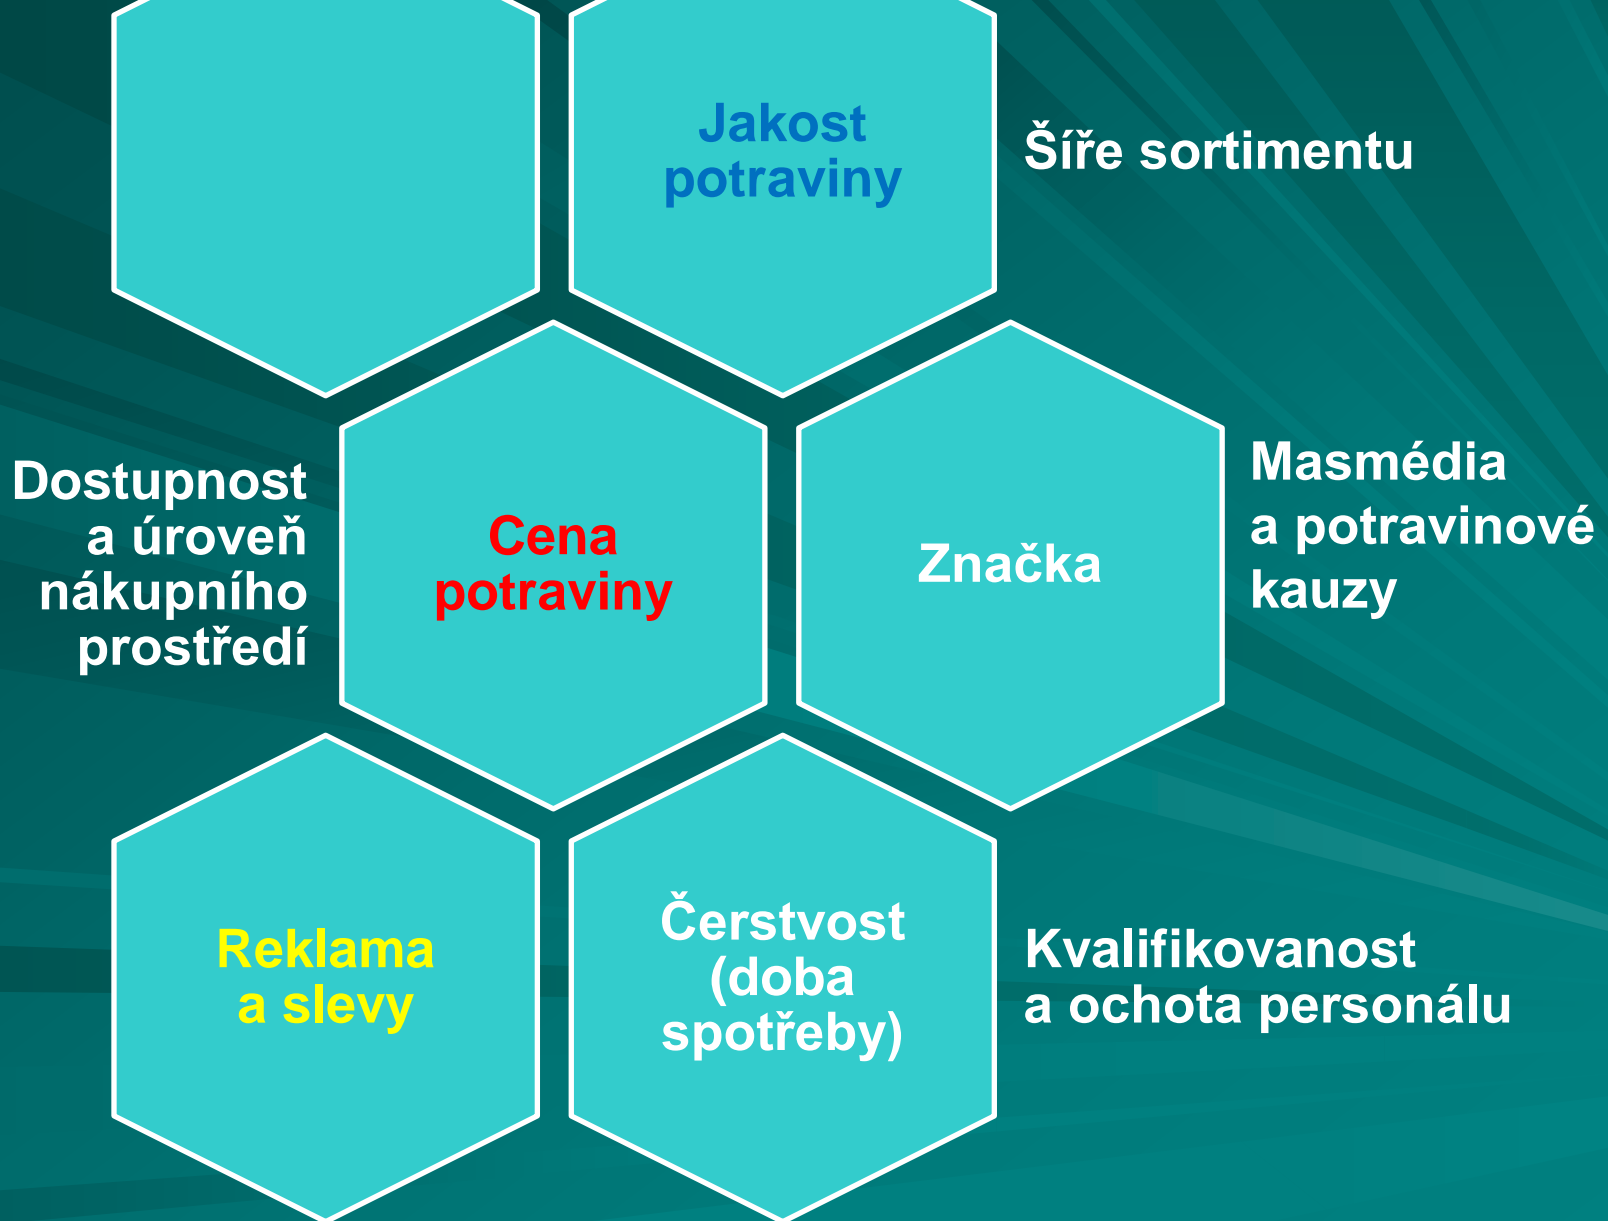 Jakost
potraviny
Šíře sortimentu
Dostupnost
a úroveň
nákupního
prostředí
Cena
potraviny
Značka
Masmédia
a potravinové
kauzy
Reklama
a slevy
Čerstvost
(doba
spotřeby)
Kvalifikovanost
a ochota personálu